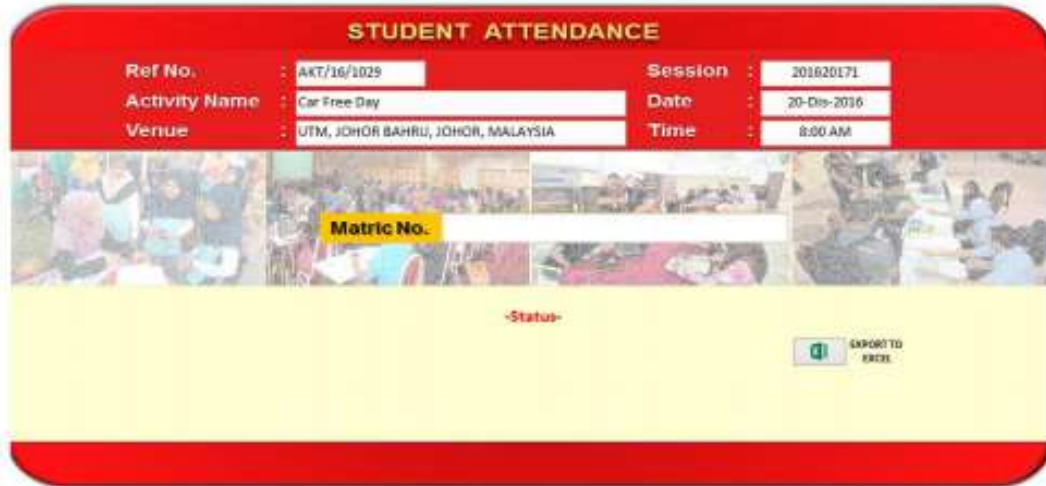 STUDENT ATTENDANCE
Ref No. : AKT/16/1029 Session : 201620171
Activity Name : Car Free Day Date : 20-Dis-2016
Venue : UTM, JOHOR BAHRU, JOHOR, MALAYSIA Time : 8:00 AM
Matric No.
-Status-
EXPORT TO
EXCEL